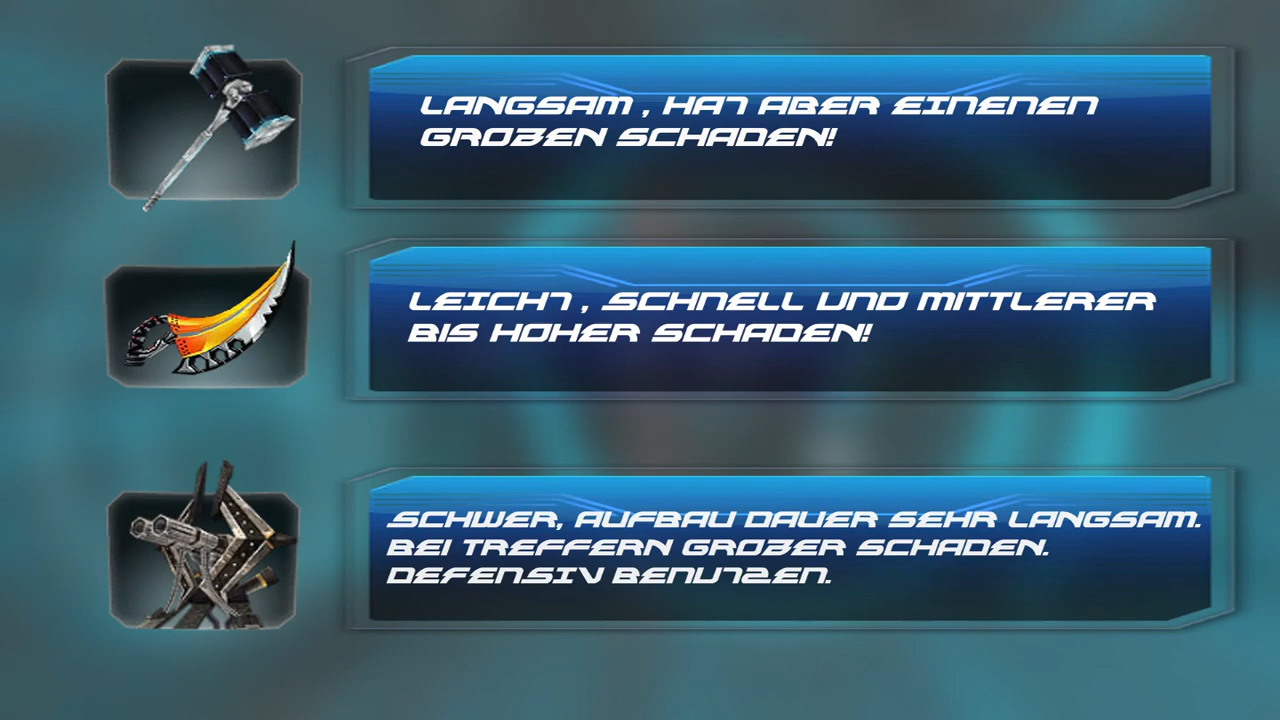 LANGSAM , HAT ABER EINENEN
GROßEN SCHADEN!
LEICHT , SCHNELL UND MITTLERER
BIS HOHER SCHADEN!
SCHWER, AUFBAU DAUER SEHR LANGSAM.
BEI TREFFERN GROßER SCHADEN.
DEFENSIV BENUTZEN.